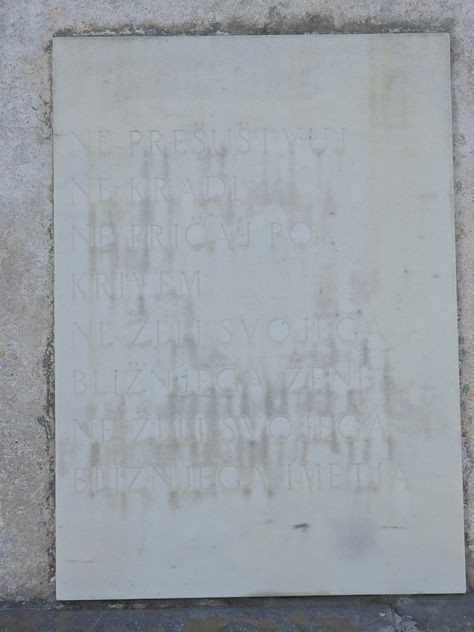 NE PREŠUŠTVUJ
NE KRADI
NE PRIČAJ PO
KRIVEM
NE ŽELI SVOJEGA
BLIŽNJEGA ŽENE
NE ŽELI SVOJEGA
BLIŽNJEGA IMETJA